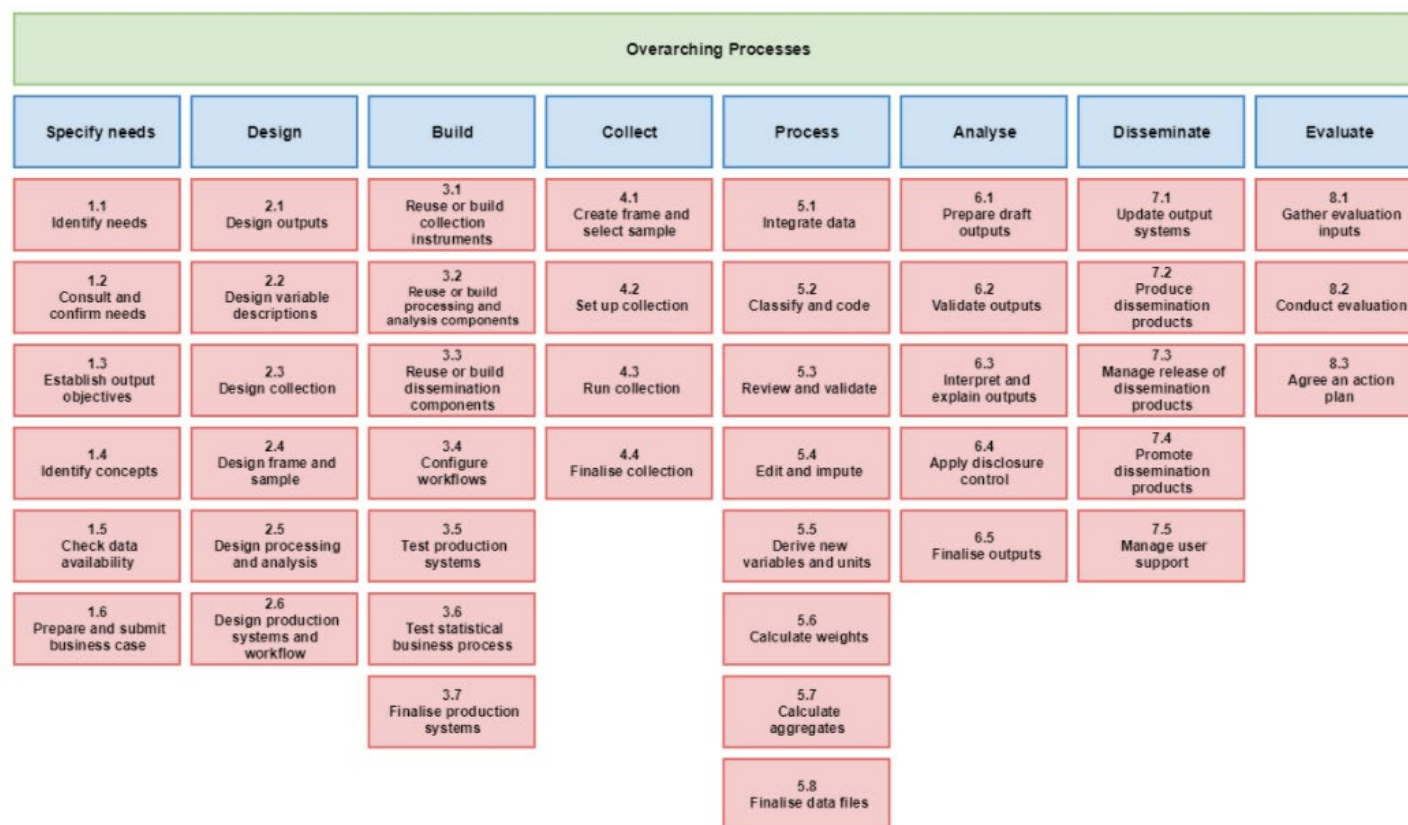 Overarching Processes
Specify needs
Design
Build
Collect
Process
Analyse
Disseminate
Evaluate
1.1
Identify needs
2.1
Design outputs
3.1
Reuse or build
collection
instruments
4.1
Create frame and
select sample
5.1
Integrate data
6.1
Prepare draft
outputs
7.1
Update output
systems
8.1
Gather evaluation
inputs
1.2
Consult and
confirm needs
2.2
Design variable
descriptions
3.2
Reuse or build
processing and
analysis components
4.2
Set up collection
5.2
Classify and code
6.2
Validate outputs
7.2
Produce
dissemination
products
8.2
Conduct evaluation
1.3
Establish output
objectives
2.3
Design collection
3.3
Reuse or build
dissemination
components
4.3
Run collection
5.3
Review and validate
6.3
Interpret and
explain outputs
7.3
Manage release of
dissemination
products
8.3
Agree an action
plan
1.4
Identify concepts
2.4
Design frame and
sample
3.4
Configure
workflows
4.4
Finalise collection
5.4
Edit and impute
6.4
Apply disclosure
control
7.4
Promote
dissemination
products
1.5
Check data
availability
2.5
Design processing
and analysis
3.5
Test production
systems
5.5
Derive new
variables and units
6.5
Finalise outputs
7.5
Manage user
support
1.6
Prepare and submit
business case
2.6
Design production
systems and
workflow
3.6
Test statistical
business process
5.6
Calculate weights
3.7
Finalise production
systems
5.7
Calculate
aggregates
5.8
Finalise data files